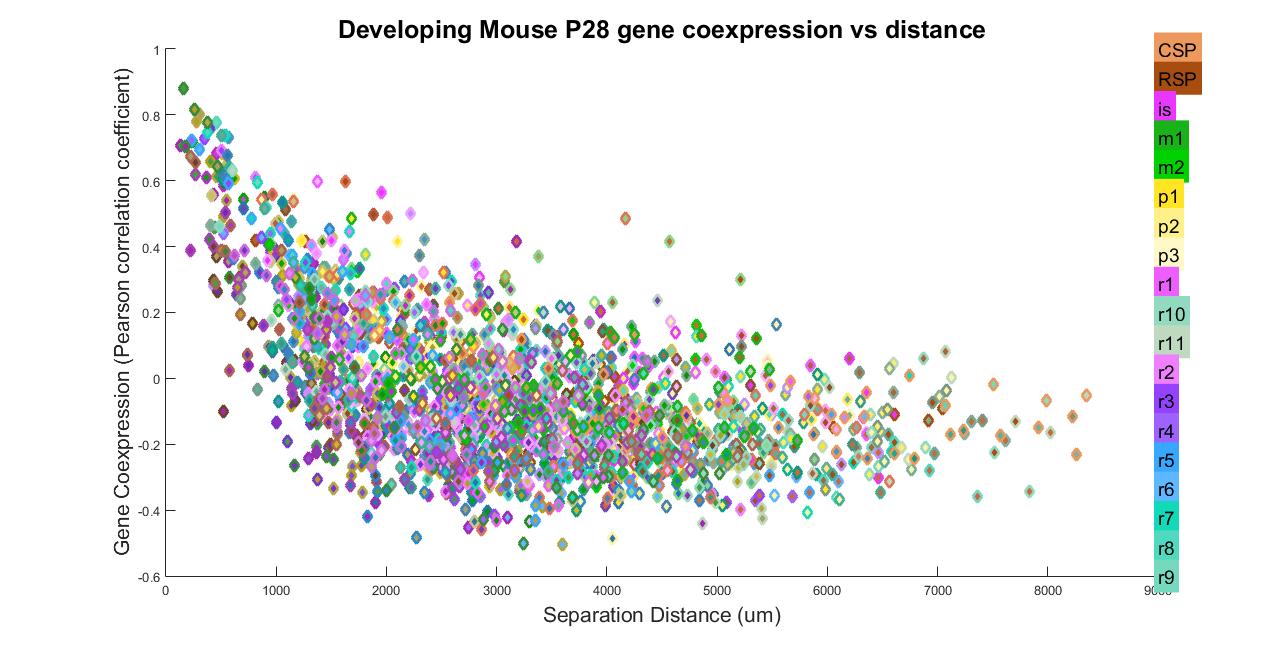 Developing Mouse P28 gene coexpression vs distance
Gene Coexpression (Pearson correlation coefficient)
1
0.8
0.6
0.4
0.2
0
-0.2
-0.4
-0.6
0 1000 2000 3000 4000 5000 6000 7000 8000 9000
Separation Distance (um)
CSP
RSP
is
m1
m2
p1
p2
p3
r1
r10
r11
r2
r3
r4
r5
r6
r7
r8
r9